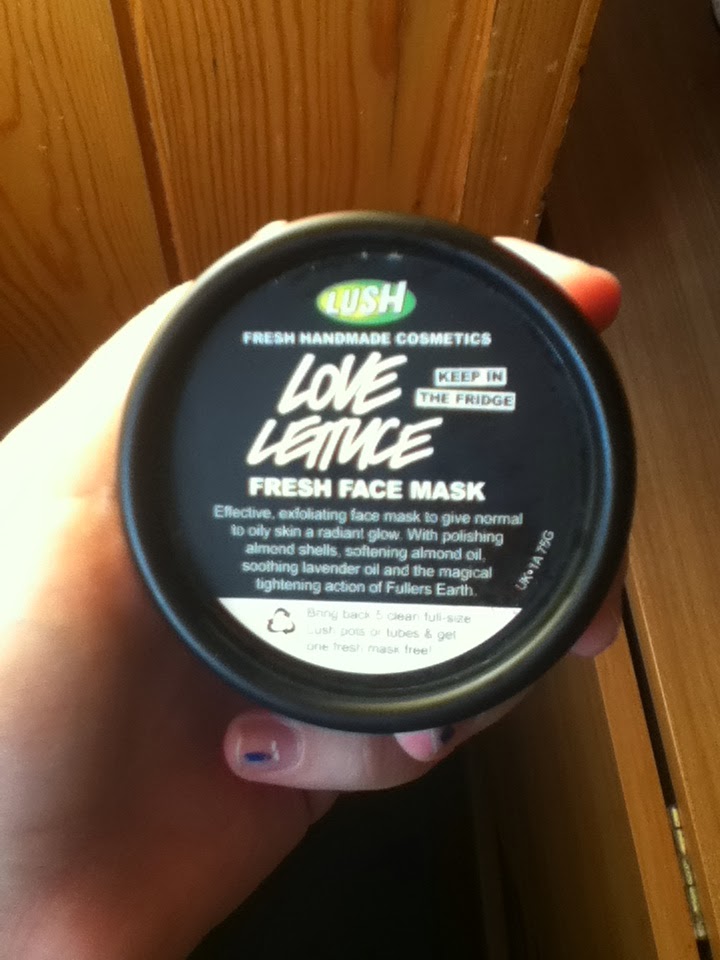 LUSH
FRESH HANDMADE COSMETICS
LOVE
LETTUCE
KEEP IN
THE FRIDGE
FRESH FACE MASK
Effective, exfoliating face mask to give normal
to oily skin a radiant glow. With polishing
almond shells, softening almond oil,
soothing lavender oil and the magical
tightening action of Fullers Earth.
UK•1A 75G
Bring back 5 clean full-size
Lush pots or tubes & get
one fresh mask free!